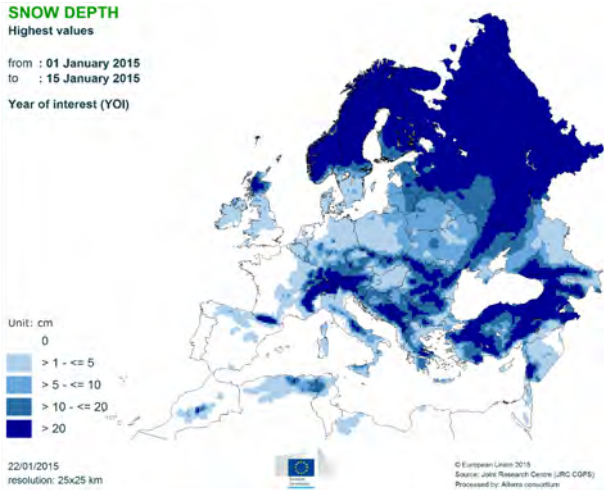 SNOW DEPTH
Highest values
from : 01 January 2015
to : 15 January 2015
Year of interest (YOI)
Unit: cm
0
> 1 - <= 5
> 5 - <= 10
> 10 - <= 20
> 20
22/01/2015
resolution: 25x25 km
© European Union 2015
Source: Joint Research Centre (JRC CGPS)
Processed by: Alterra consortium